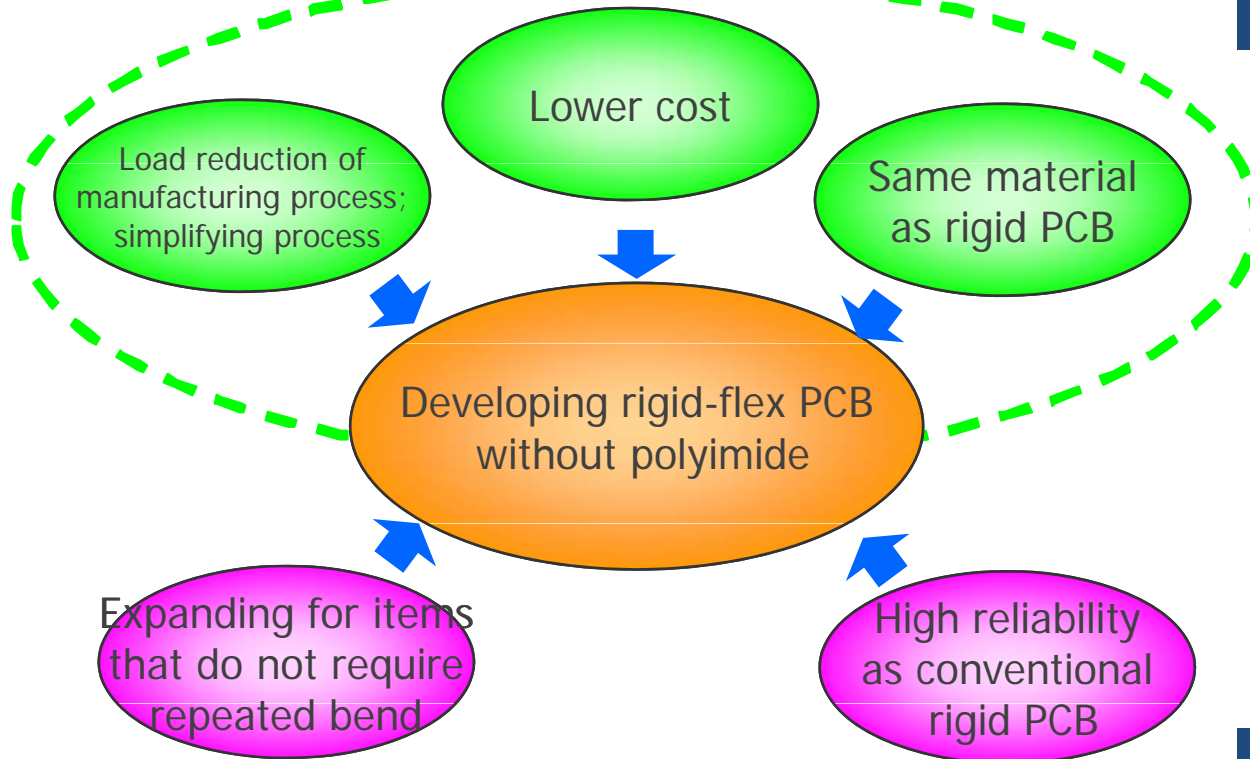 Lower cost
Load reduction of
manufacturing process;
simplifying process
Same material
as rigid PCB
Developing rigid-flex PCB
without polyimide
Expanding for items
that do not require
repeated bend
High reliability
as conventional
rigid PCB